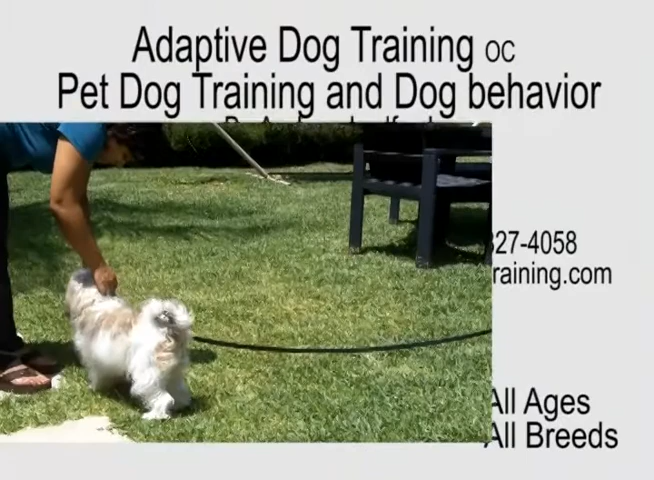 Adaptive Dog Training OC
Pet Dog Training and Dog behavior
27-4058
raining.com
All Ages
All Breeds